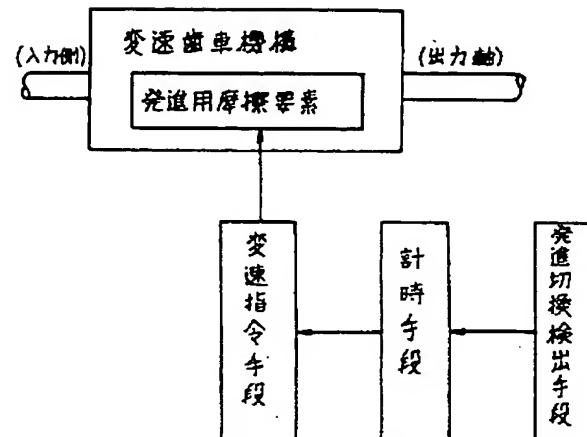 変速歯車機構
(入力側)
(出力軸)
発進用摩擦要素
変速指令手段
計時手段
発進切換検出手段